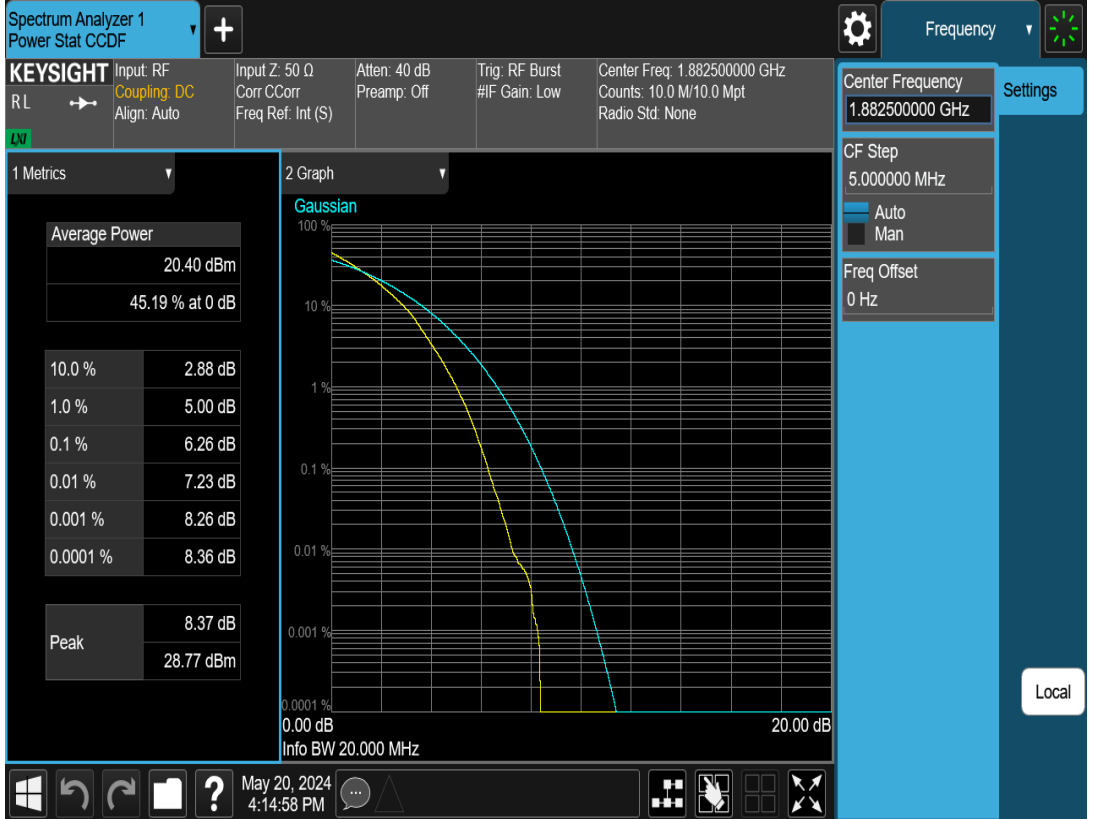 Spectrum Analyzer 1
Power Stat CCDF
+
Frequency
KEYSIGHT
RL
LXI
Input: RF
Coupling: DC
Align: Auto
Input Z: 50 Ω
Corr CCorr
Freq Ref: Int (S)
Atten: 40 dB
Preamp: Off
Trig: RF Burst
#IF Gain: Low
Center Freq: 1.882500000 GHz
Counts: 10.0 M/10.0 Mpt
Radio Std: None
Center Frequency
1.882500000 GHz
Settings
CF Step
5.000000 MHz
Auto
Man
Freq Offset
0 Hz
Local
1 Metrics
Average Power
20.40 dBm
45.19 % at 0 dB
10.0 % 2.88 dB
1.0 % 5.00 dB
0.1 % 6.26 dB
0.01 % 7.23 dB
0.001 % 8.26 dB
0.0001 % 8.36 dB
Peak
8.37 dB
28.77 dBm
2 Graph
Gaussian
100 %
10 %
1 %
0.1 %
0.01 %
0.001 %
0.0001 %
0.00 dB 20.00 dB
Info BW 20.000 MHz
?
May 20, 2024
4:14:58 PM